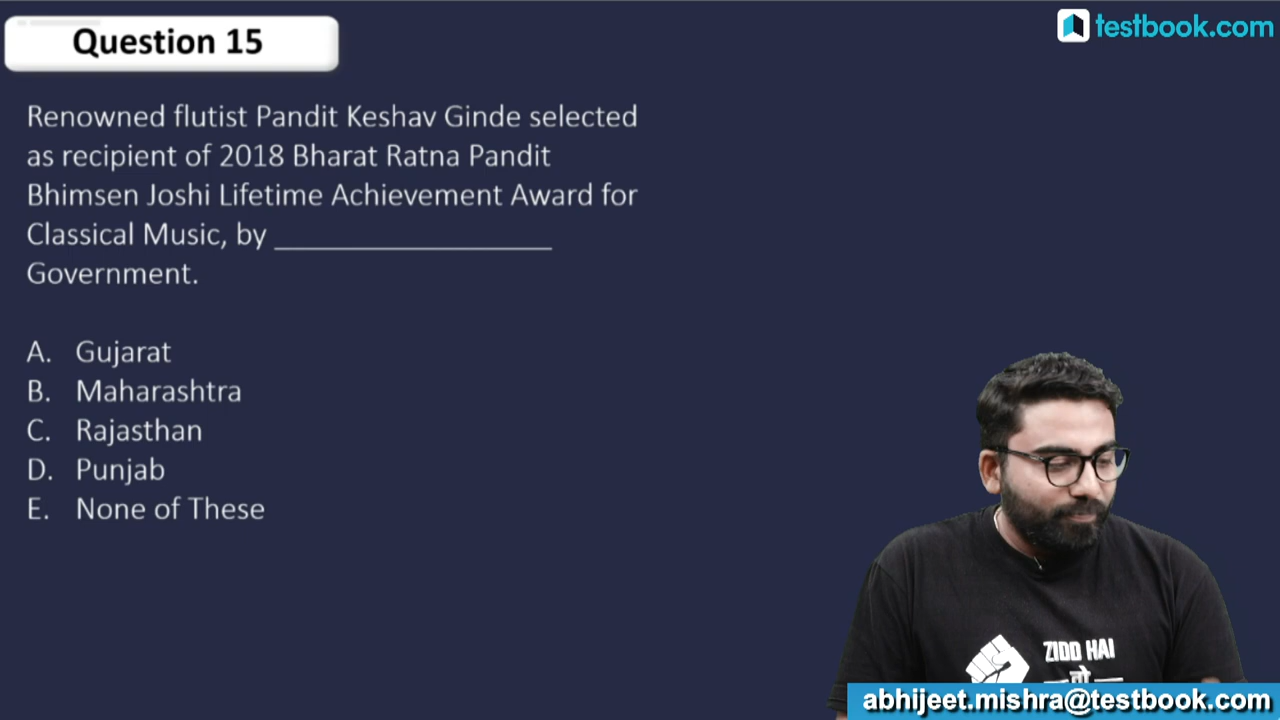 Question 15
testbook.com
Renowned flutist Pandit Keshav Ginde selected
as recipient of 2018 Bharat Ratna Pandit
Bhimsen Joshi Lifetime Achievement Award for
Classical Music, by ___________________
Government.
A. Gujarat
B. Maharashtra
C. Rajasthan
D. Punjab
E. None of These
ZIDD HAI
तो
abhijeet.mishra@testbook.com